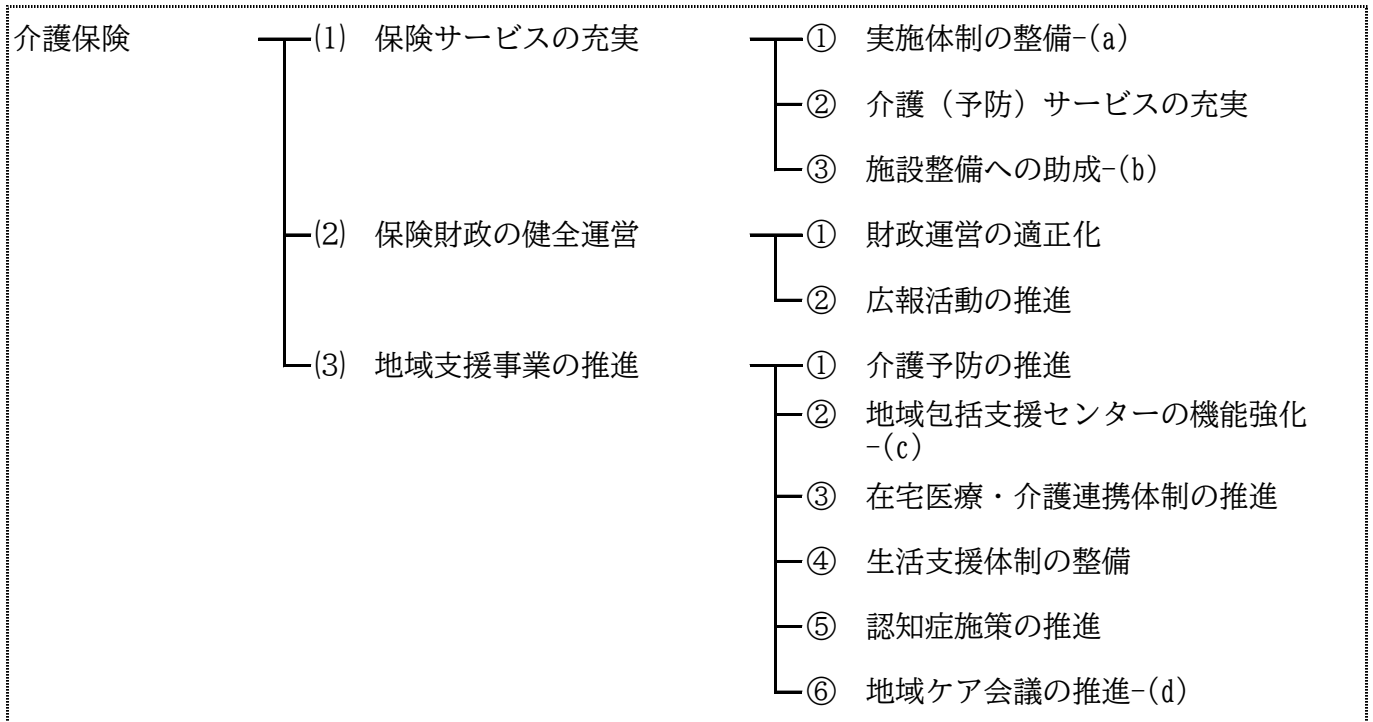 介護保険 ⑴ 保険サービスの充実 ① 実施体制の整備-(a)
② 介護（予防）サービスの充実
③ 施設整備への助成-(b)
⑵ 保険財政の健全運営 ① 財政運営の適正化
② 広報活動の推進
⑶ 地域支援事業の推進 ① 介護予防の推進
② 地域包括支援センターの機能強化
-(c)
③ 在宅医療・介護連携体制の推進
④ 生活支援体制の整備
⑤ 認知症施策の推進
⑥ 地域ケア会議の推進-(d)